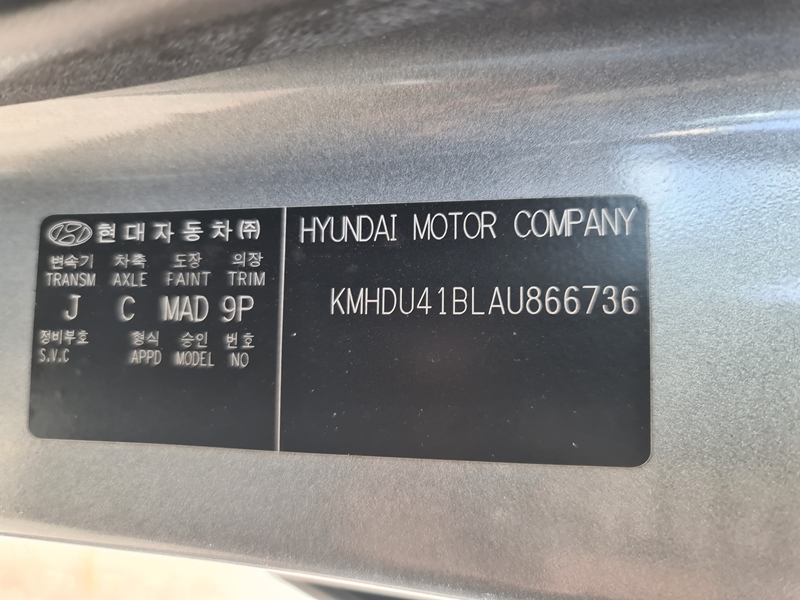 현대자동차㈜
변속기 차축 도장 의장
TRANSM AXLE PAINT TRIM
J C MAD 9P
정비부호 형식 승인 번호
S.V.C APPD MODEL NO
HYUNDAI MOTOR COMPANY
KMHDU41BLAU866736